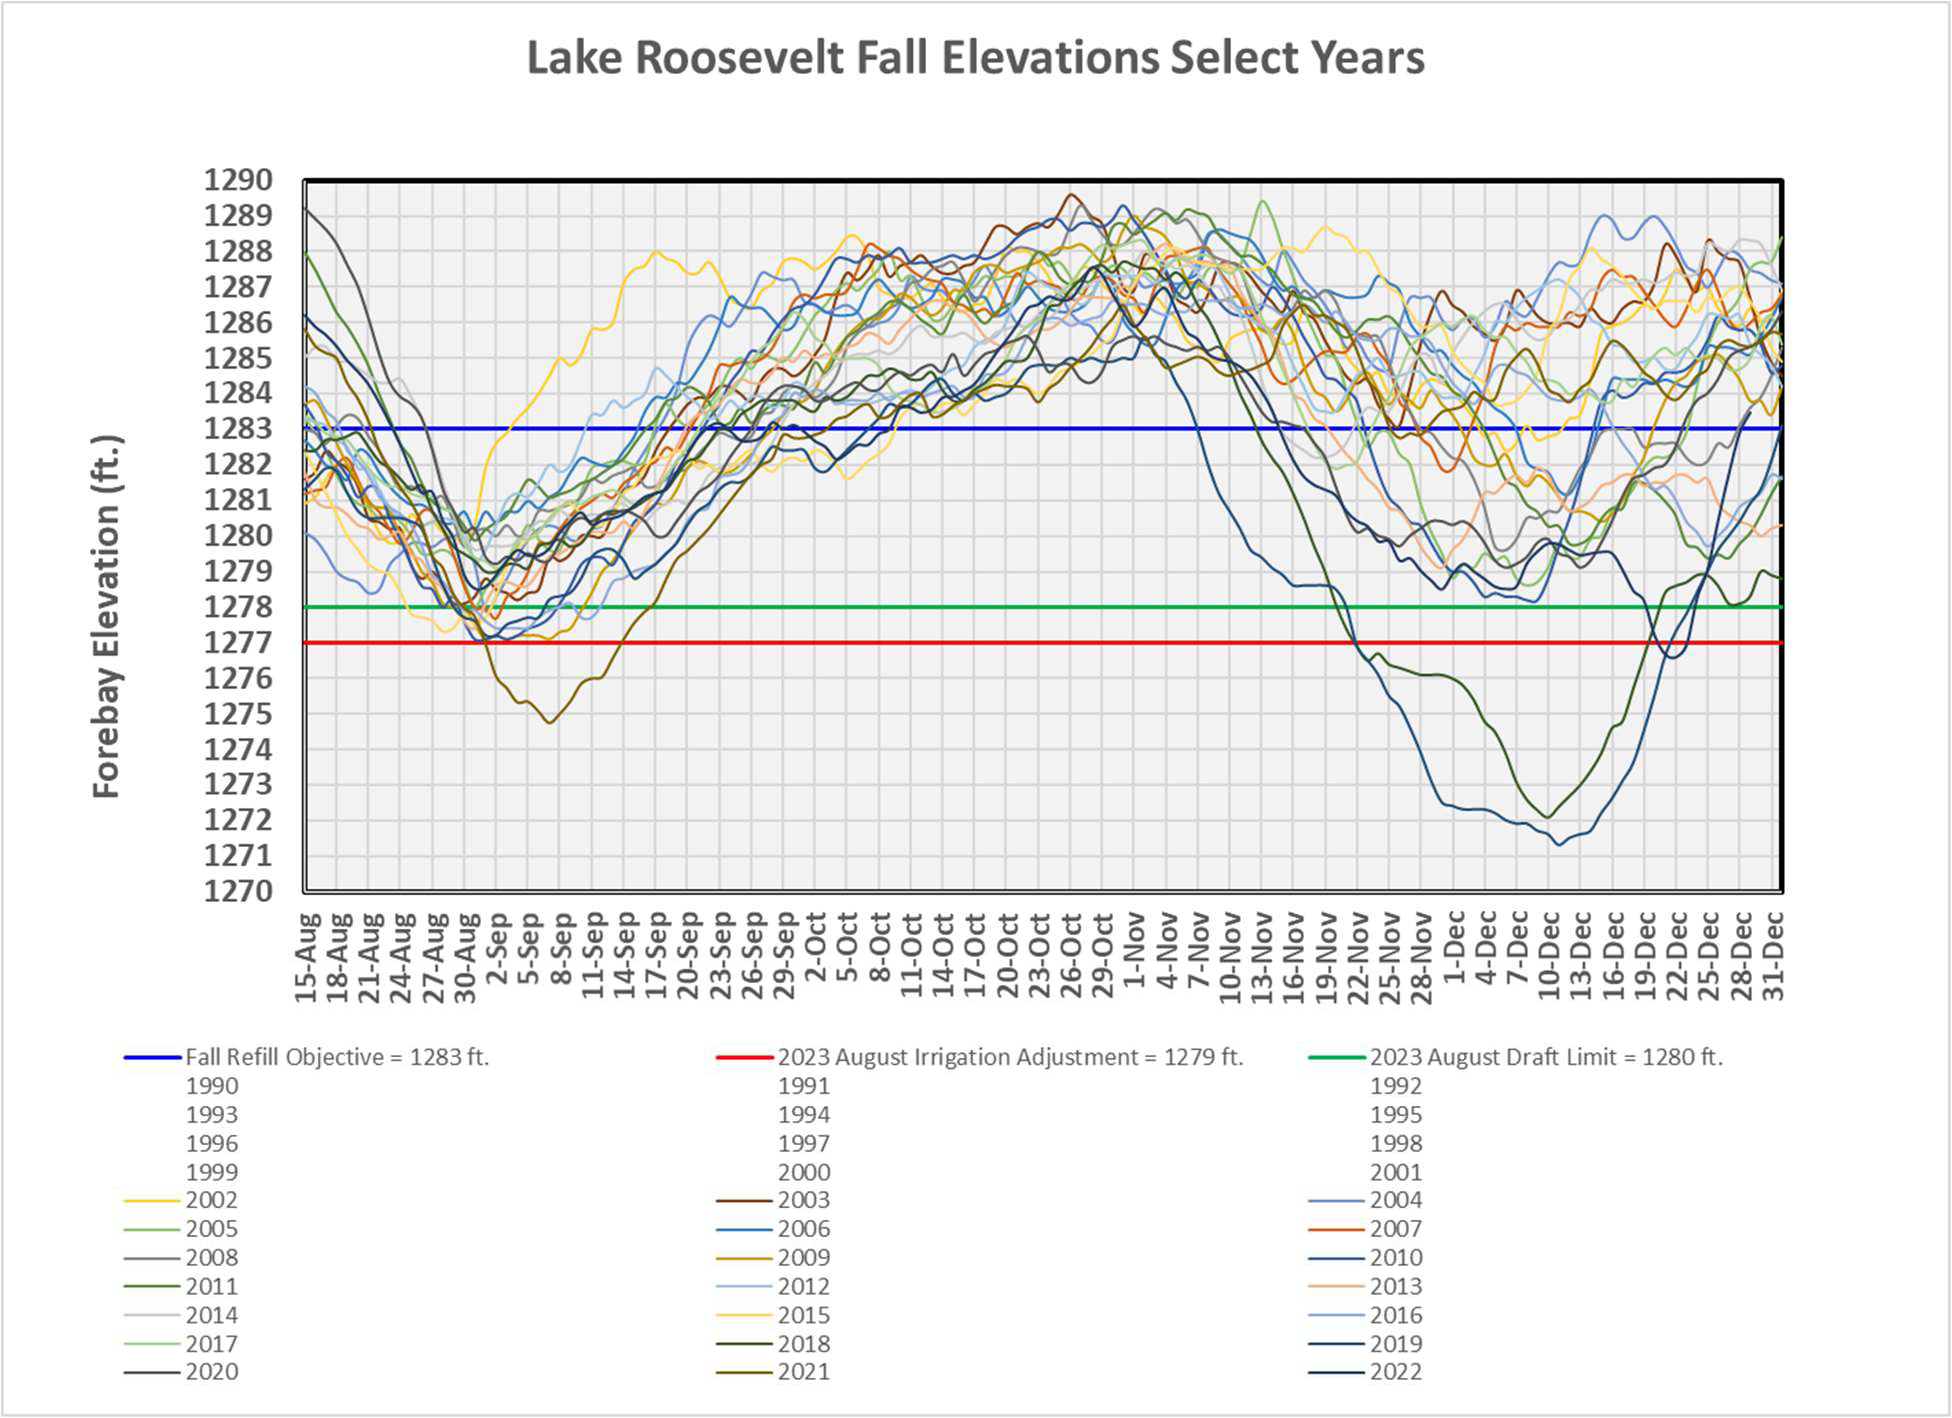 Lake Roosevelt Fall Elevations Select Years
Forebay Elevation (ft.)
1290
1289
1288
1287
1286
1285
1284
1283
1282
1281
1280
1279
1278
1277
1276
1275
1274
1273
1272
1271
1270
15-Aug 18-Aug 21-Aug 24-Aug 27-Aug 30-Aug 2-Sep 5-Sep 8-Sep 11-Sep 14-Sep 17-Sep 20-Sep 23-Sep 26-Sep 29-Sep 2-Oct 5-Oct 8-Oct 11-Oct 14-Oct 17-Oct 20-Oct 23-Oct 26-Oct 29-Oct 1-Nov 4-Nov 7-Nov 10-Nov 13-Nov 16-Nov 19-Nov 22-Nov 25-Nov 28-Nov 1-Dec 4-Dec 7-Dec 10-Dec 13-Dec 16-Dec 19-Dec 22-Dec 25-Dec 28-Dec 31-Dec
Fall Refill Objective = 1283 ft. 2023 August Irrigation Adjustment = 1279 ft. 2023 August Draft Limit = 1280 ft.
1990 1991 1992
1993 1994 1995
1996 1997 1998
1999 2000 2001
2002 2003 2004
2005 2006 2007
2008 2009 2010
2011 2012 2013
2014 2015 2016
2017 2018 2019
2020 2021 2022